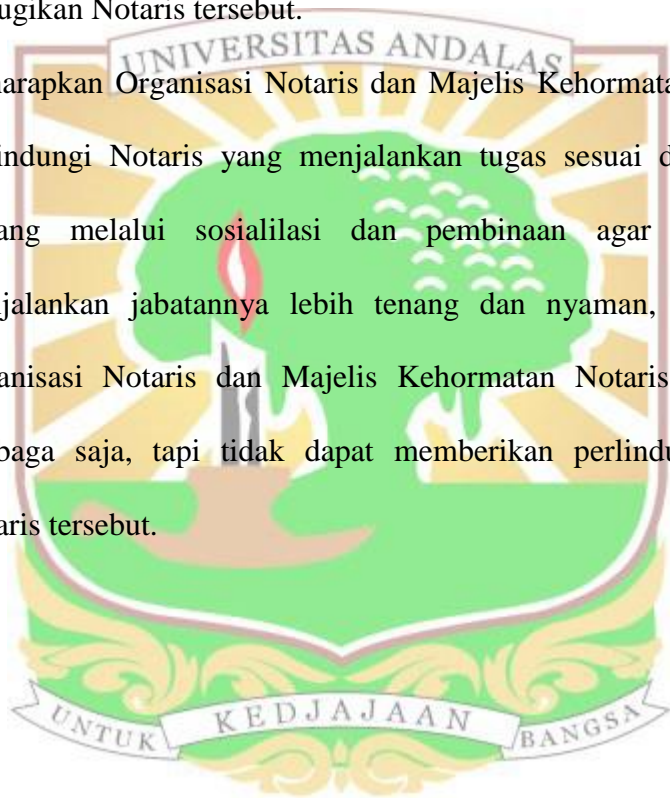 ugikan Notaris tersebut.
UNIVERSITAS ANDALAS
arapkan Organisasi Notaris dan Majelis Kehormata
indungi Notaris yang menjalankan tugas sesuai d
ang melalui sosialilasi dan pembinaan agar
jalankan jabatannya lebih tenang dan nyaman,
anisasi Notaris dan Majelis Kehormatan Notaris
baga saja, tapi tidak dapat memberikan perlindu
aris tersebut.
UNTUK KEDJAJAAN BANGSA